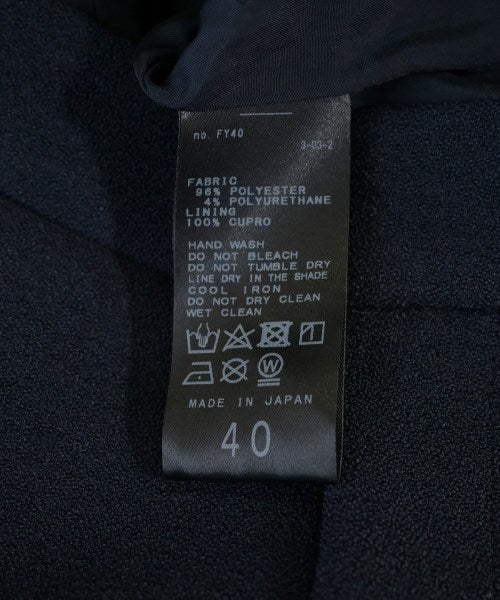 no. FY40
3-03-2
FABRIC
96% POLYESTER
4% POLYURETHANE
LINING
100% CUPRO
HAND WASH
DO NOT BLEACH
DO NOT TUMBLE DRY
LINE DRY IN THE SHADE
COOL IRON
DO NOT DRY CLEAN
WET CLEAN
W
MADE IN JAPAN
40